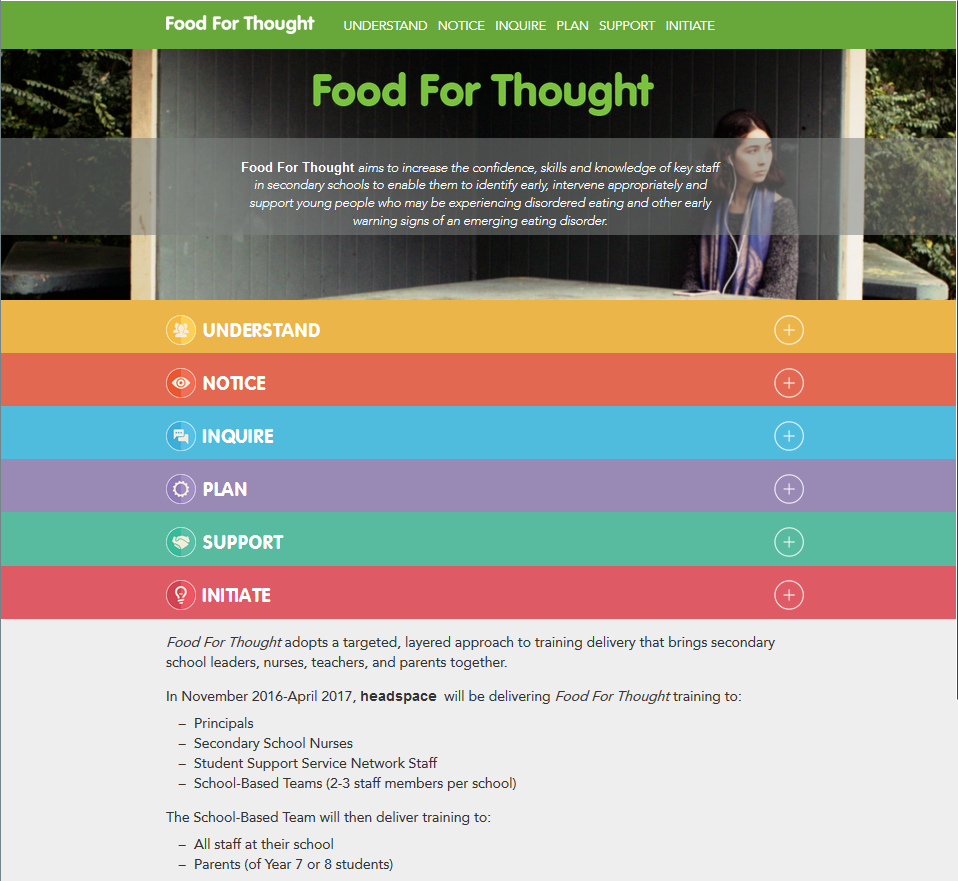 Food For Thought UNDERSTAND NOTICE INQUIRE PLAN SUPPORT INITIATE
Food For Thought
Food For Thought aims to increase the confidence, skills and knowledge of key staff
in secondary schools to enable them to identify early, intervene appropriately and
support young people who may be experiencing disordered eating and other early
warning signs of an emerging eating disorder.
UNDERSTAND
NOTICE
INQUIRE
PLAN
SUPPORT
INITIATE
Food For Thought adopts a targeted, layered approach to training delivery that brings secondary
school leaders, nurses, teachers, and parents together.
In November 2016-April 2017, headspace will be delivering Food For Thought training to:
– Principals
– Secondary School Nurses
– Student Support Service Network Staff
– School-Based Teams (2-3 staff members per school)
The School-Based Team will then deliver training to:
– All staff at their school
– Parents (of Year 7 or 8 students)